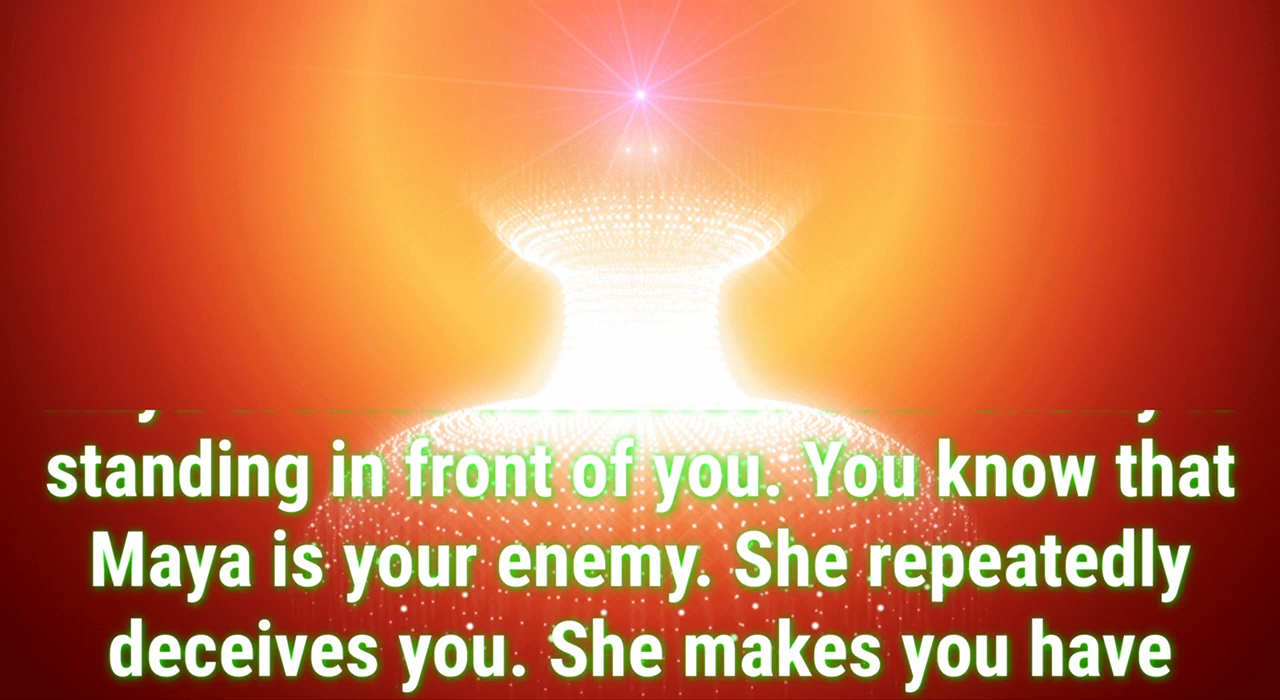 standing in front of you. You know that
Maya is your enemy. She repeatedly
deceives you. She makes you have